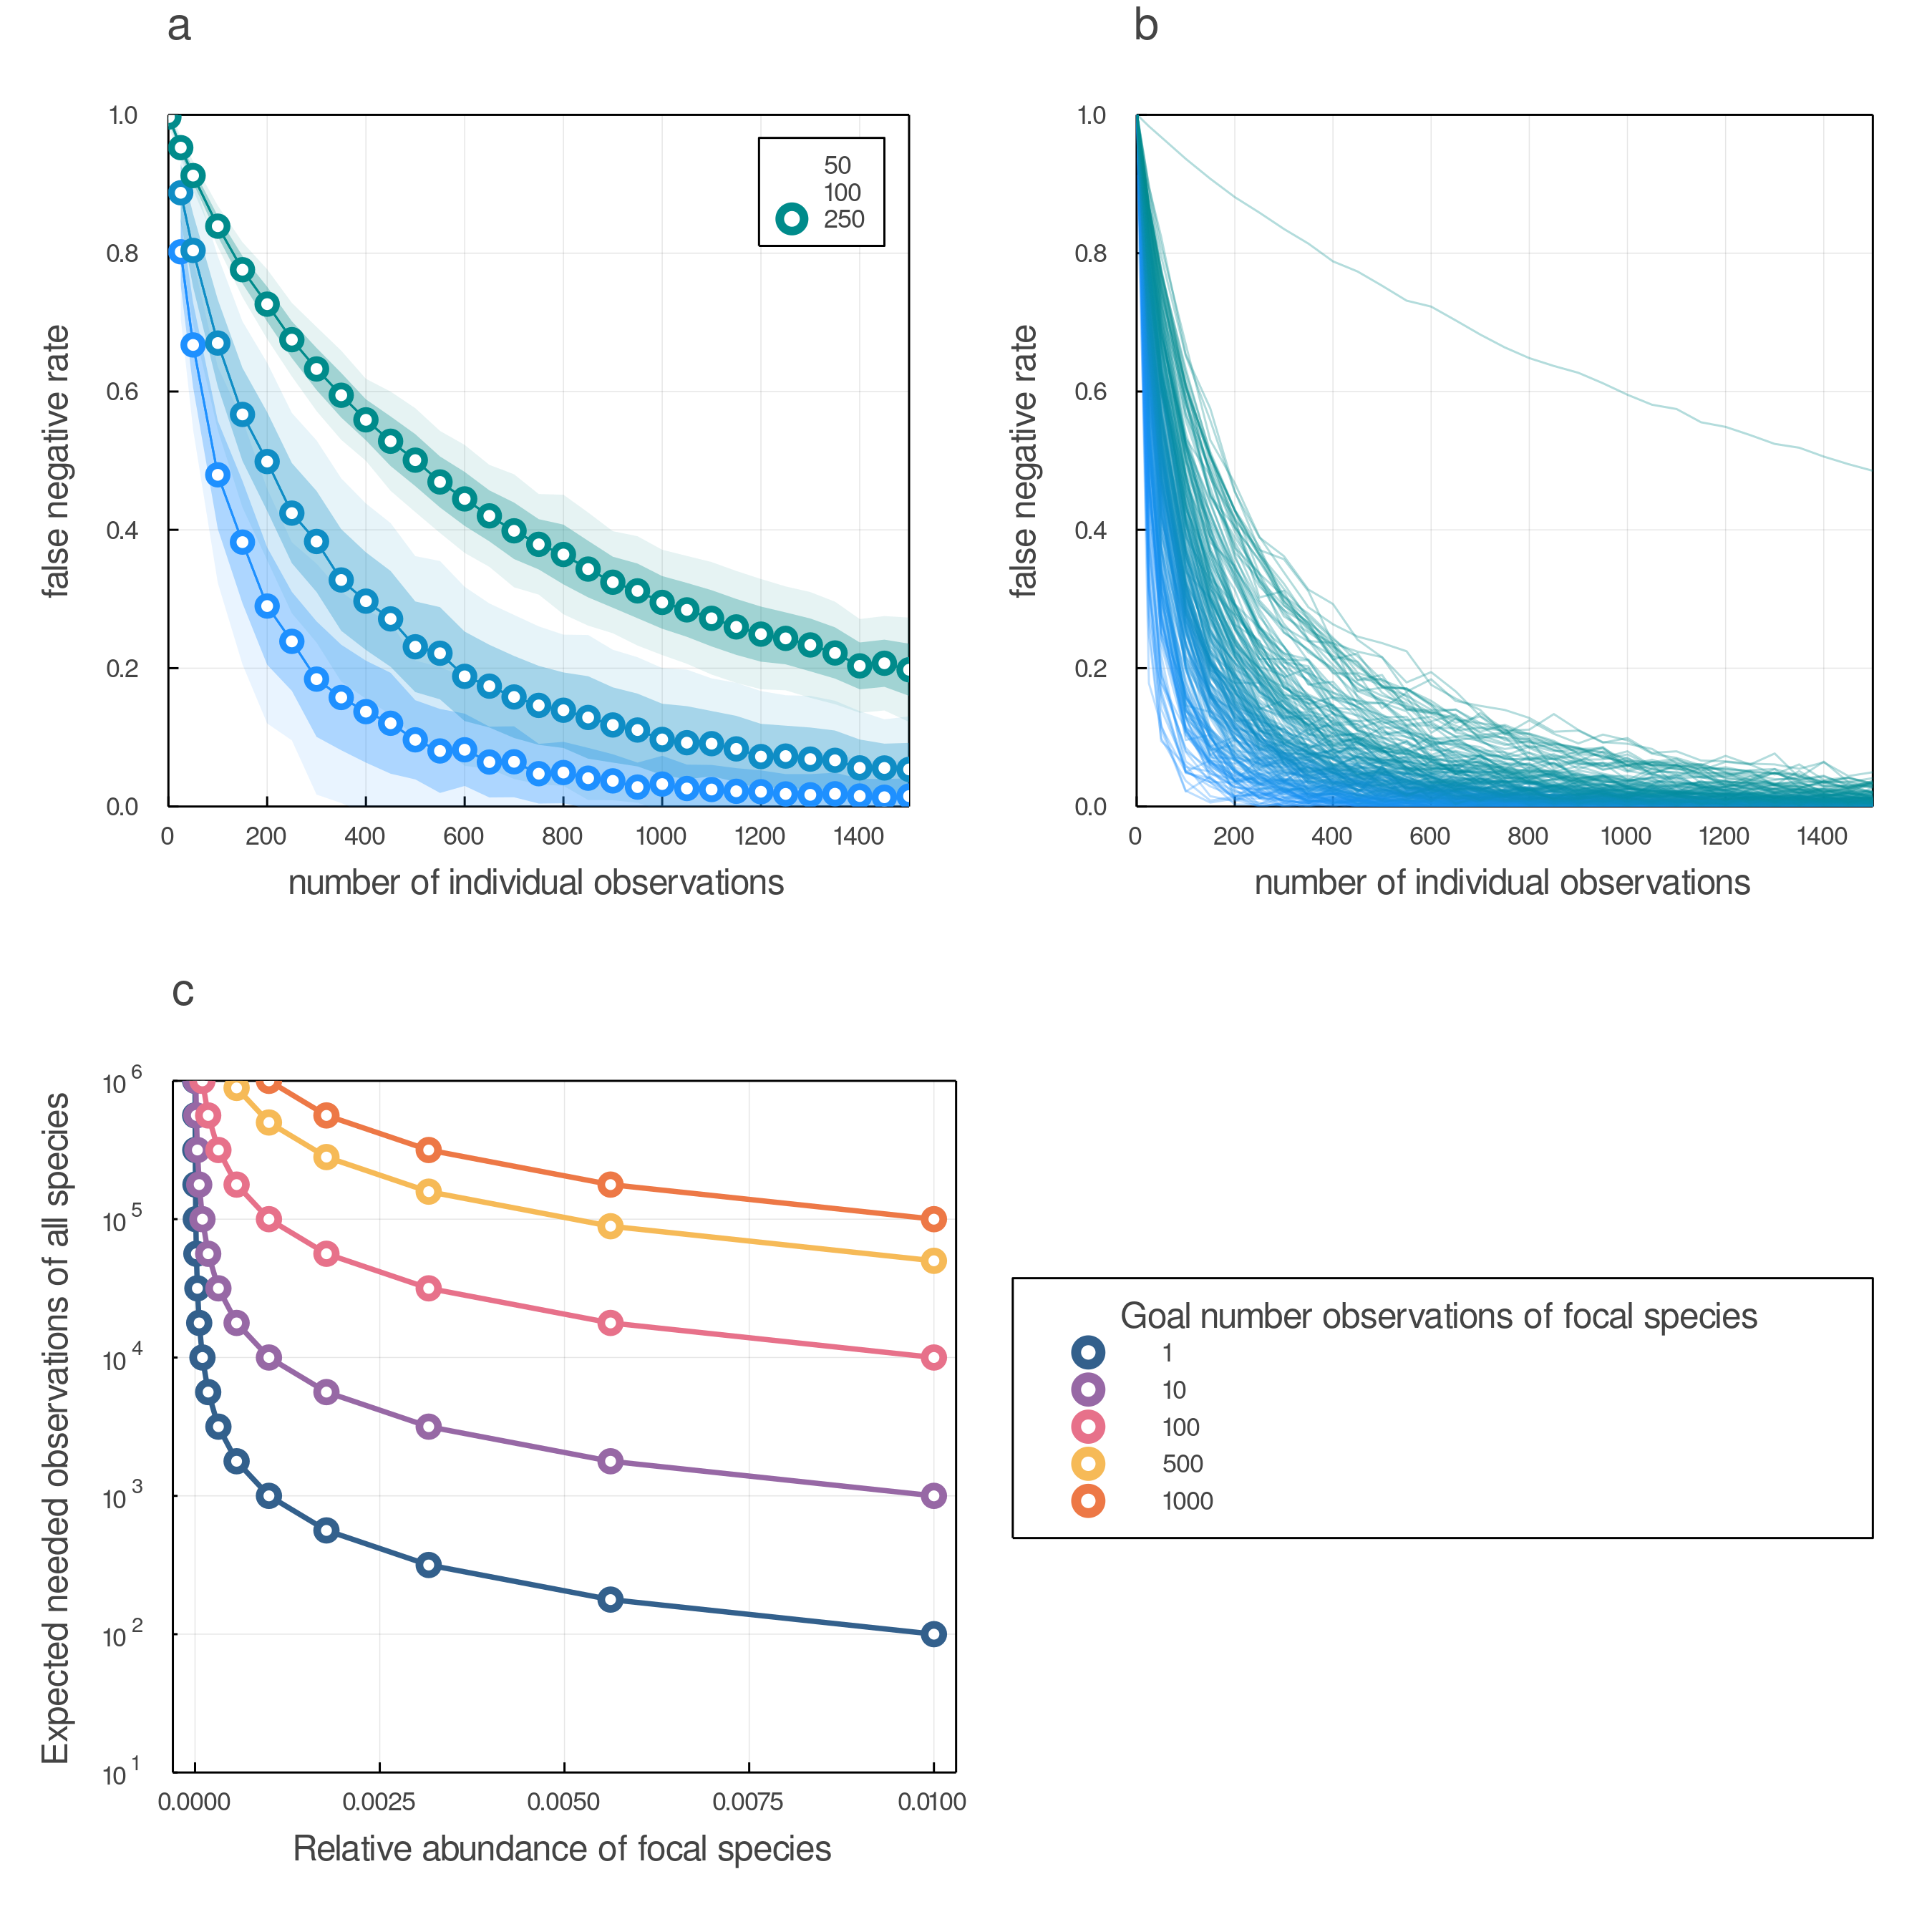 a
1.0
0.8
0.6
0.4
0.2
0.0
false negative rate
50
100
250
0 200 400 600 800 1000 1200 1400
number of individual observations
b
1.0
0.8
0.6
0.4
0.2
0.0
false negative rate
0 200 400 600 800 1000 1200 1400
number of individual observations
c
10^6
10^5
10^4
10^3
10^2
10^1
Expected needed observations of all species
0.0000 0.0025 0.0050 0.0075 0.0100
Relative abundance of focal species
Goal number observations of focal species
1
10
100
500
1000